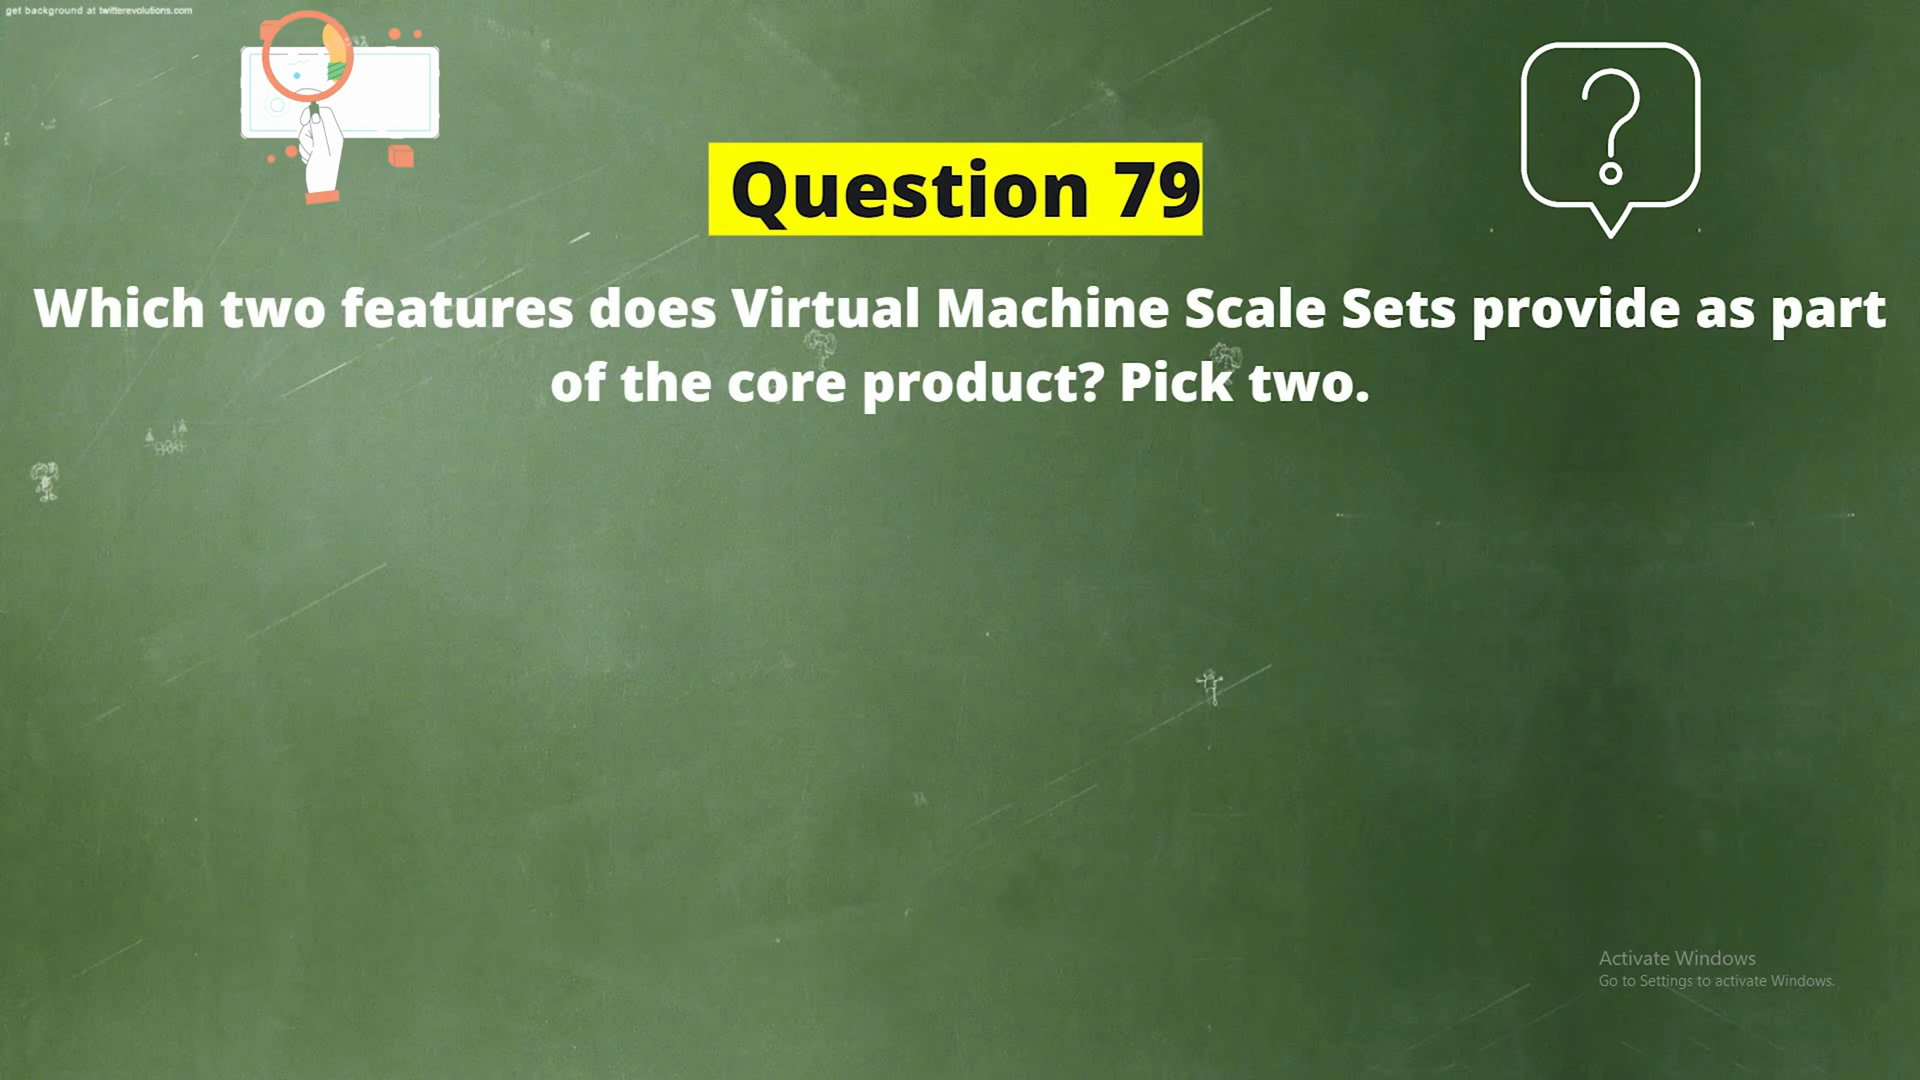 get background at twitterevolutions.com
Question 79
Which two features does Virtual Machine Scale Sets provide as part
of the core product? Pick two.
Activate Windows
Go to Settings to activate Windows.